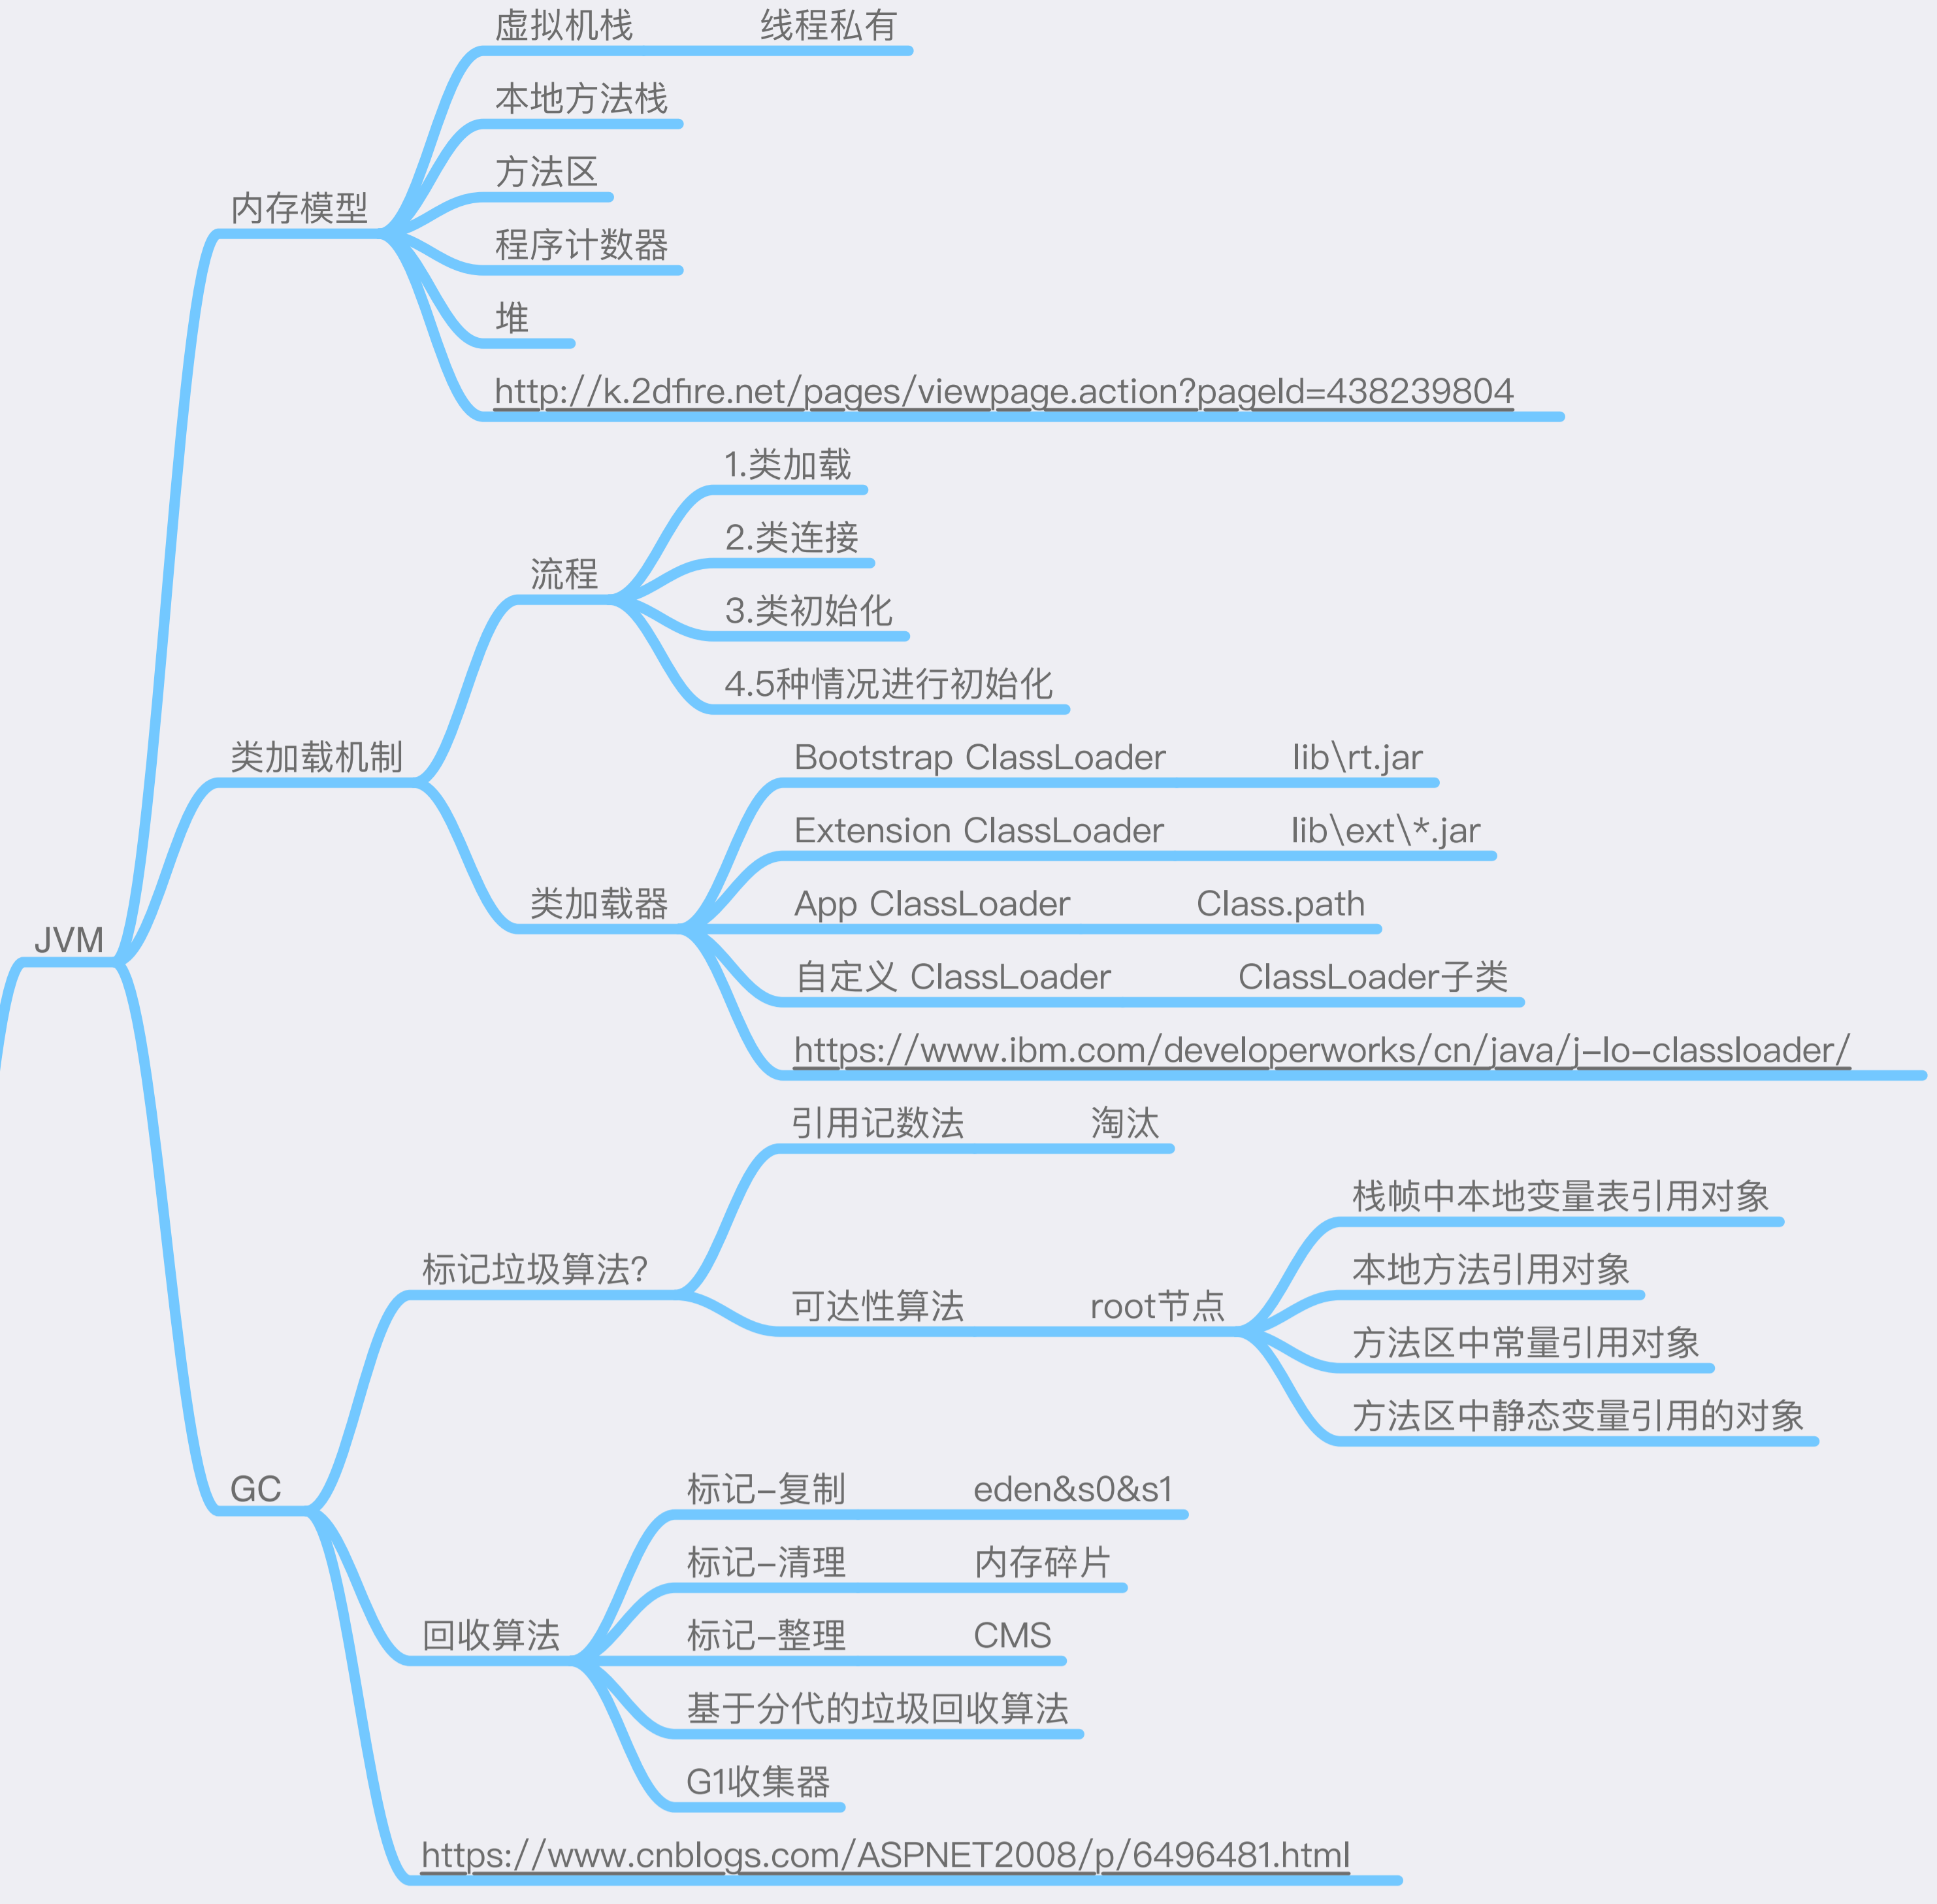 虚拟机栈 线程私有
本地方法栈
方法区
内存模型
程序计数器
堆
http://k.2dfire.net/pages/viewpage.action?pageId=438239804
1.类加载
2.类连接
流程
3.类初始化
4.5种情况进行初始化
类加载机制
Bootstrap ClassLoader lib\rt.jar
Extension ClassLoader lib\ext\*.jar
类加载器
App ClassLoader Class.path
JVM
自定义 ClassLoader ClassLoader子类
https://www.ibm.com/developerworks/cn/java/j-lo-classloader/
引用记数法 淘汰
栈帧中本地变量表引用对象
标记垃圾算法?
本地方法引用对象
可达性算法 root节点
方法区中常量引用对象
方法区中静态变量引用的对象
GC
标记-复制 eden&s0&s1
标记-清理 内存碎片
回收算法
标记-整理 CMS
基于分代的垃圾回收算法
G1收集器
https://www.cnblogs.com/ASPNET2008/p/6496481.html